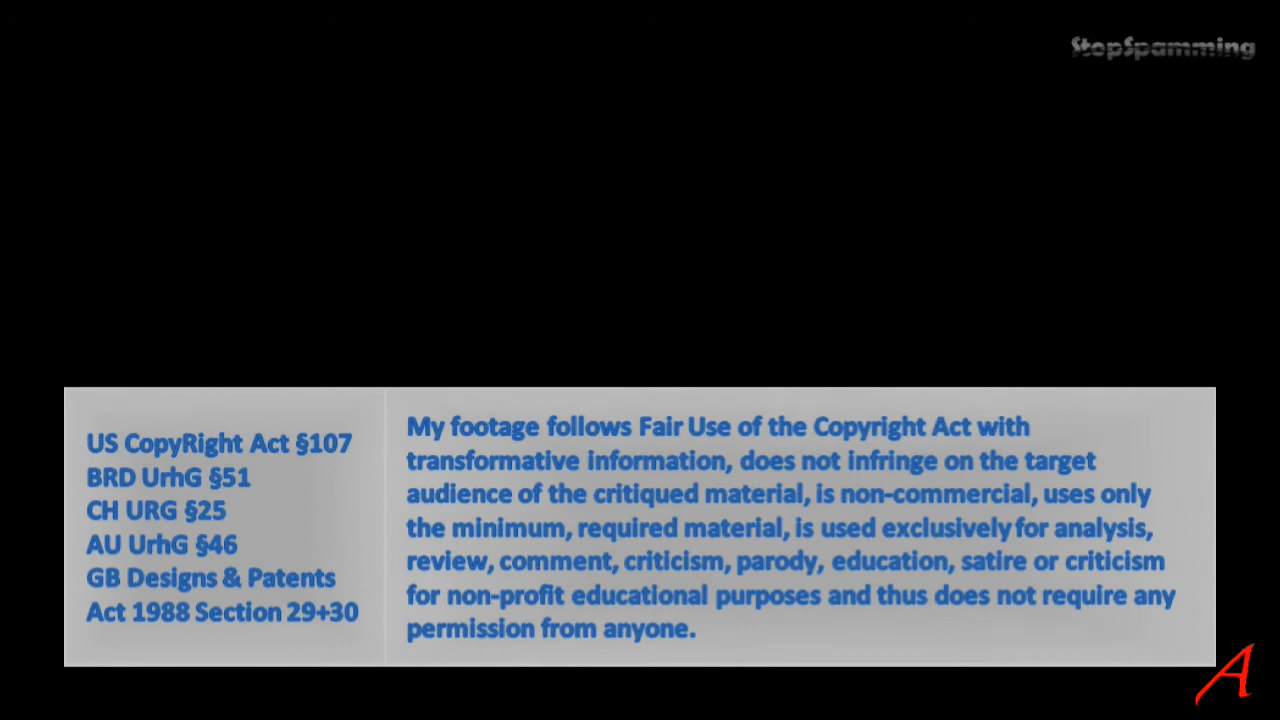 StopSpamming
US CopyRight Act §107
BRD UrhG §51
CH URG §25
AU UrhG §46
GB Designs & Patents
Act 1988 Section 29+30
My footage follows Fair Use of the Copyright Act with
transformative information, does not infringe on the target
audience of the critiqued material, is non-commercial, uses only
the minimum, required material, is used exclusively for analysis,
review, comment, criticism, parody, education, satire or criticism
for non-profit educational purposes and thus does not require any
permission from anyone.
A